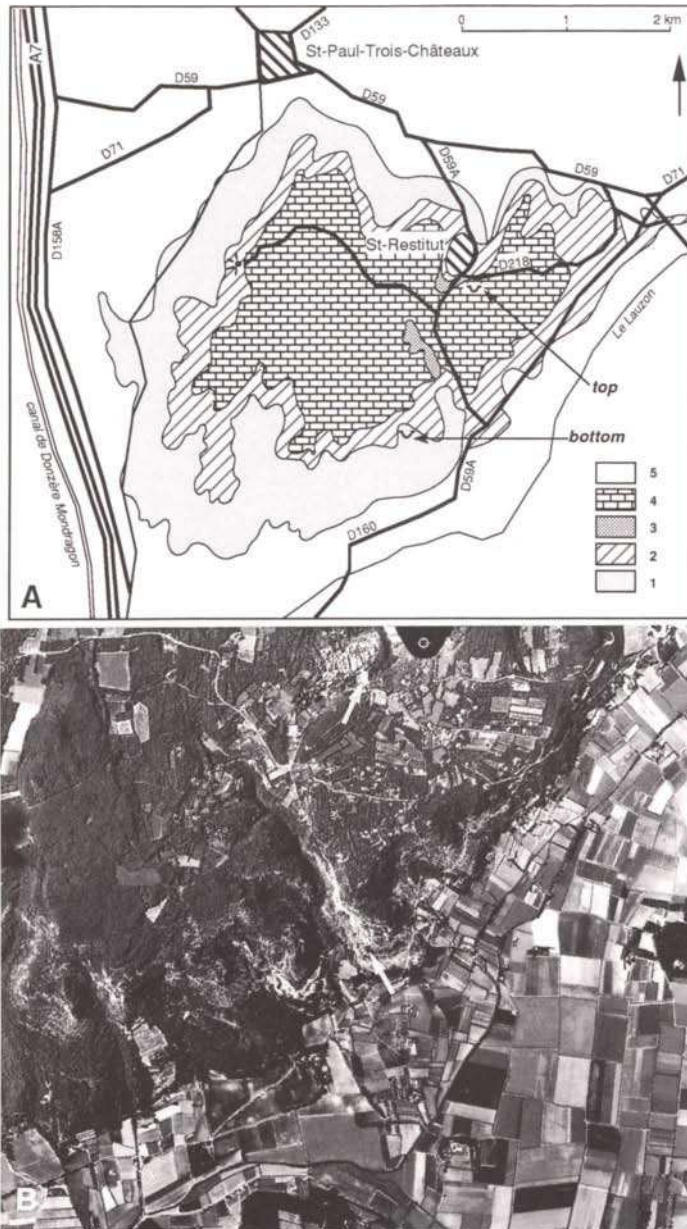 A7
D133
0 1 2 km
St-Paul-Trois-Châteaux
D59
D59
D71
D59A
D59
D71
D158A
St-Restitut
D218
Le Lauzon
top
bottom
canal de Donzère Mondragon
D59A
D160
5
4
3
2
1
A
B